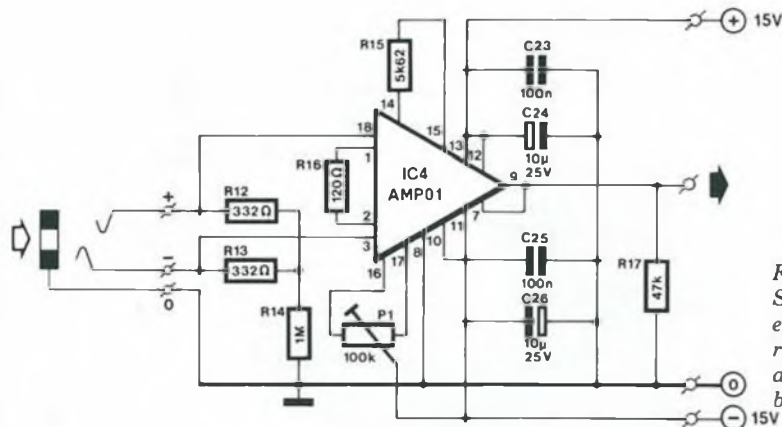 + 15V
R15
5k62
C23
100n
14
15
13
12
C24
10µ
25V
18
1
R16
120Ω
IC4
AMP01
9
+
R12
332Ω
2
3
7
11
10
8
17
16
−
R13
332Ω
0
C25
100n
R17
47k
R14
1M
P1
100k
C26
10µ
25V
0
− 15V